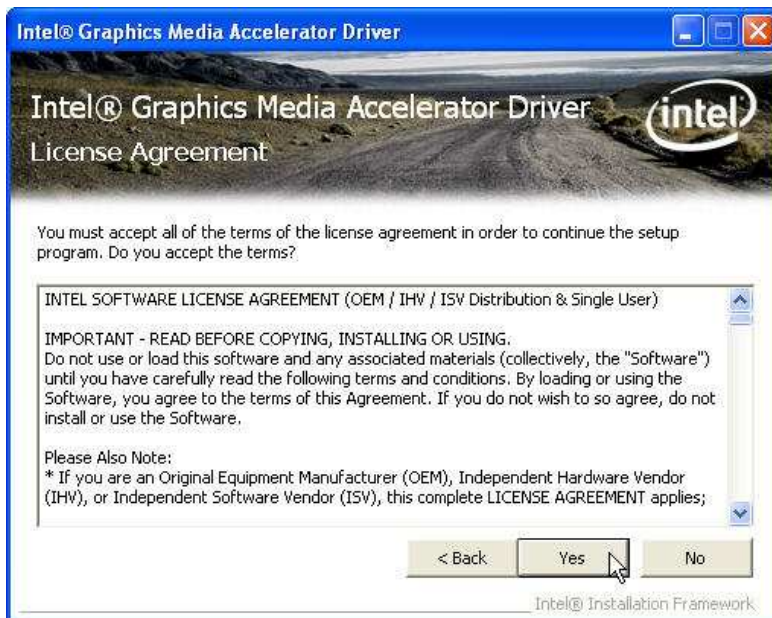 Intel® Graphics Media Accelerator Driver
Intel® Graphics Media Accelerator Driver
intel
License Agreement
You must accept all of the terms of the license agreement in order to continue the setup
program. Do you accept the terms?
INTEL SOFTWARE LICENSE AGREEMENT (OEM / IHV / ISV Distribution & Single User)
IMPORTANT - READ BEFORE COPYING, INSTALLING OR USING.
Do not use or load this software and any associated materials (collectively, the "Software")
until you have carefully read the following terms and conditions. By loading or using the
Software, you agree to the terms of this Agreement. If you do not wish to so agree, do not
install or use the Software.
Please Also Note:
* If you are an Original Equipment Manufacturer (OEM), Independent Hardware Vendor
(IHV), or Independent Software Vendor (ISV), this complete LICENSE AGREEMENT applies;
< Back
Yes
No
Intel® Installation Framework